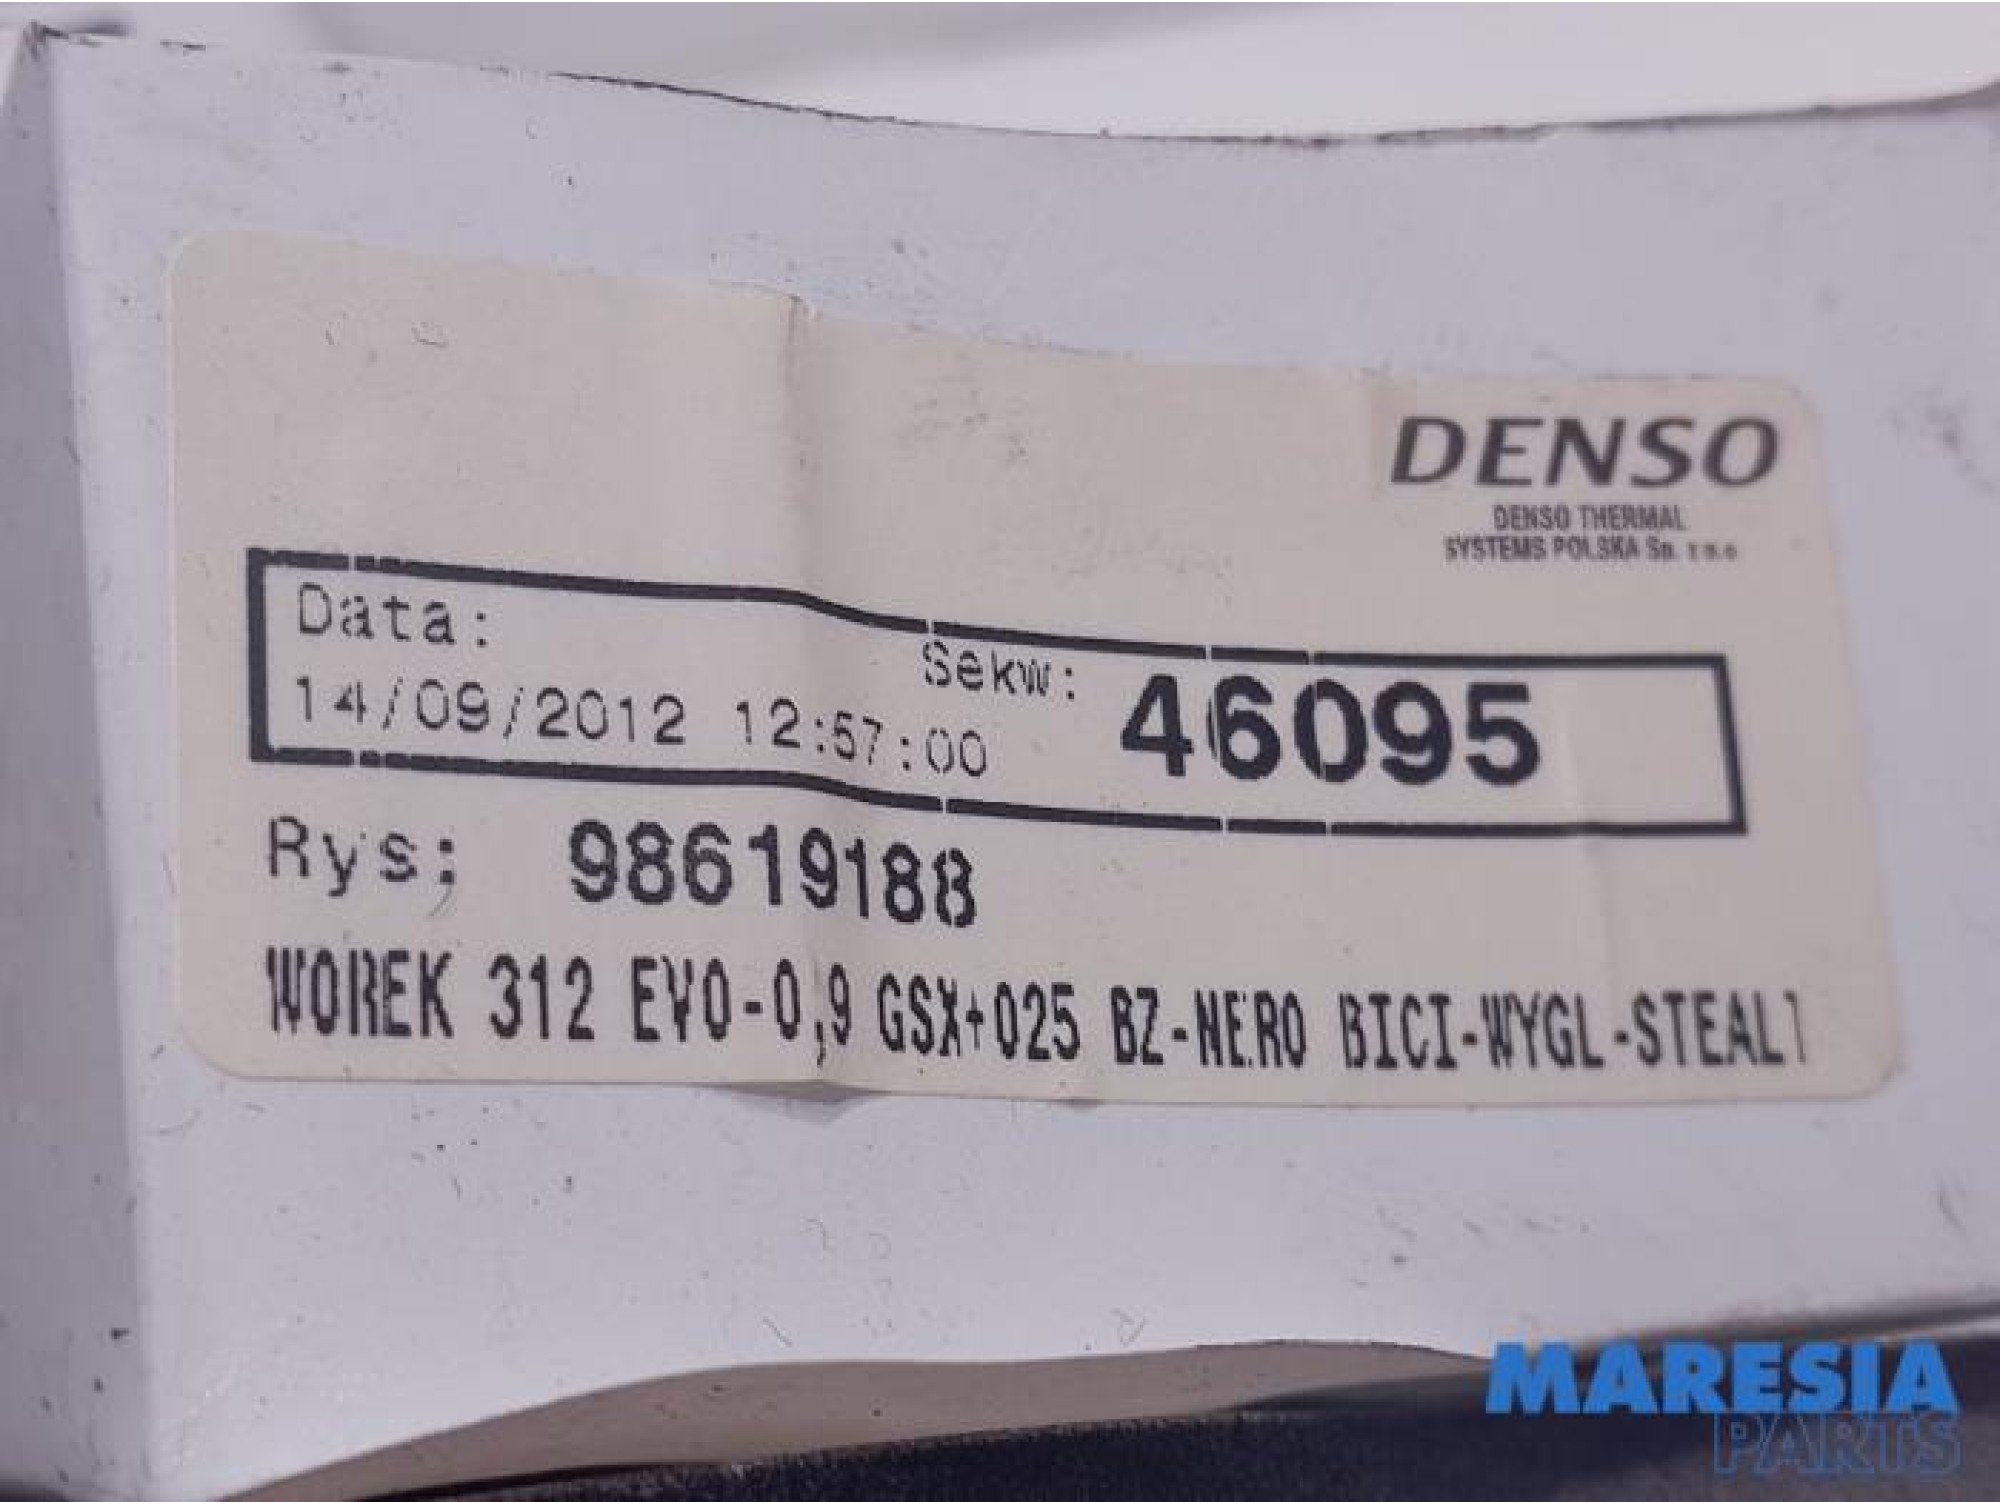 DENSO
DENSO THERMAL
SYSTEMS POLSKA Sp. z o.o
Data:
Sekw: 46095
14/09/2012 12:57:00
Rys: 98619188
WOREK 312 EVO-0,9 GSX+025 BZ-NERO BICI-WYGL-STEALT
MARESIA
PARTS